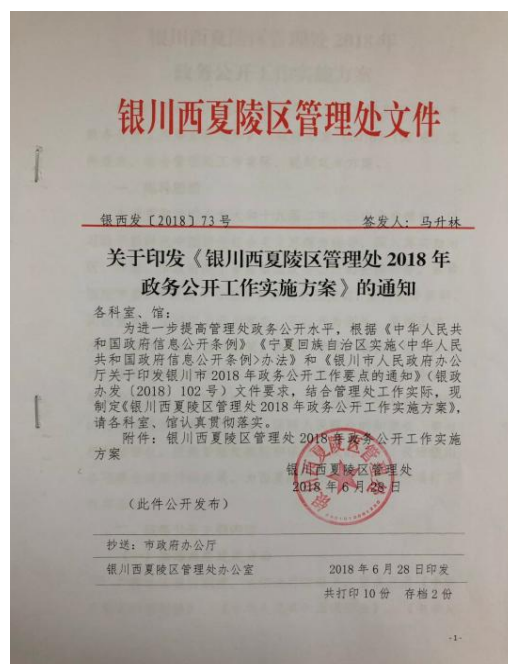 银川西夏陵区管理处文件
银西发〔2018〕73号 签发人：马升林
关于印发《银川西夏陵区管理处2018年
政务公开工作实施方案》的通知
各科室、馆：
为进一步提高管理处政务公开水平，根据《中华人民共
和国政府信息公开条例》《宁夏回族自治区实施<中华人民
共和国政府信息公开条例>办法》和《银川市人民政府办公
厅关于印发银川市2018年政务公开工作要点的通知》（银政
办发〔2018〕102号）文件要求，结合管理处工作实际，现
制定《银川西夏陵区管理处2018年政务公开工作实施方案》，
请各科室、馆认真贯彻落实。
附件：银川西夏陵区管理处2018年政务公开工作实施
方案
银川西夏陵区管理处
2018年6月28日
（此件公开发布）
抄送：市政府办公厅
银川西夏陵区管理处办公室 2018年6月28日印发
共打印10份 存档2份
-1-